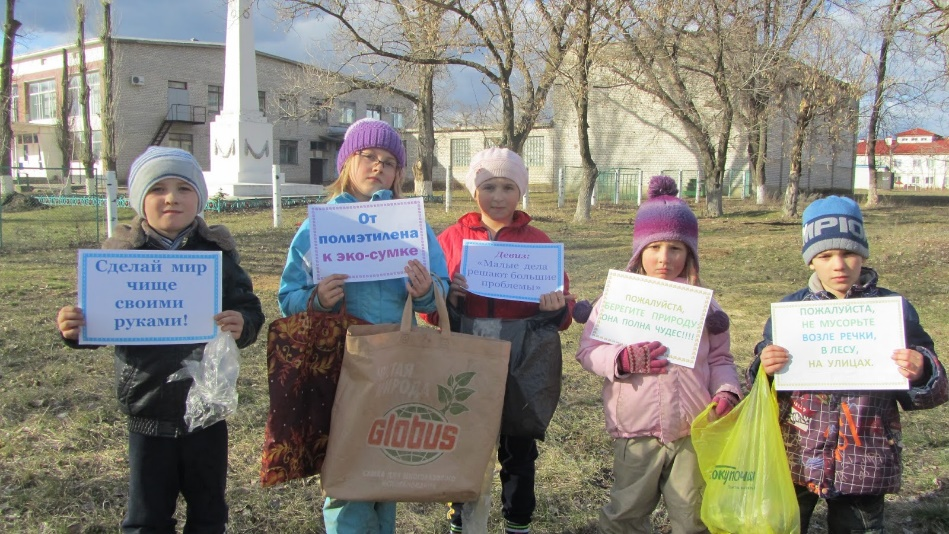 Сделай мир
чище
своими
руками!
От
полиэтилена
к эко-сумке
Девиз:
«Малые дела
решают большие
проблемы»
ПОЖАЛУЙСТА,
БЕРЕГИТЕ ПРИРОДУ:
ОНА ПОЛНА ЧУДЕС!!!!
ПОЖАЛУЙСТА,
НЕ МУСОРЬТЕ
ВОЗЛЕ РЕЧКИ,
В ЛЕСУ,
НА УЛИЦАХ.
GLOBUS